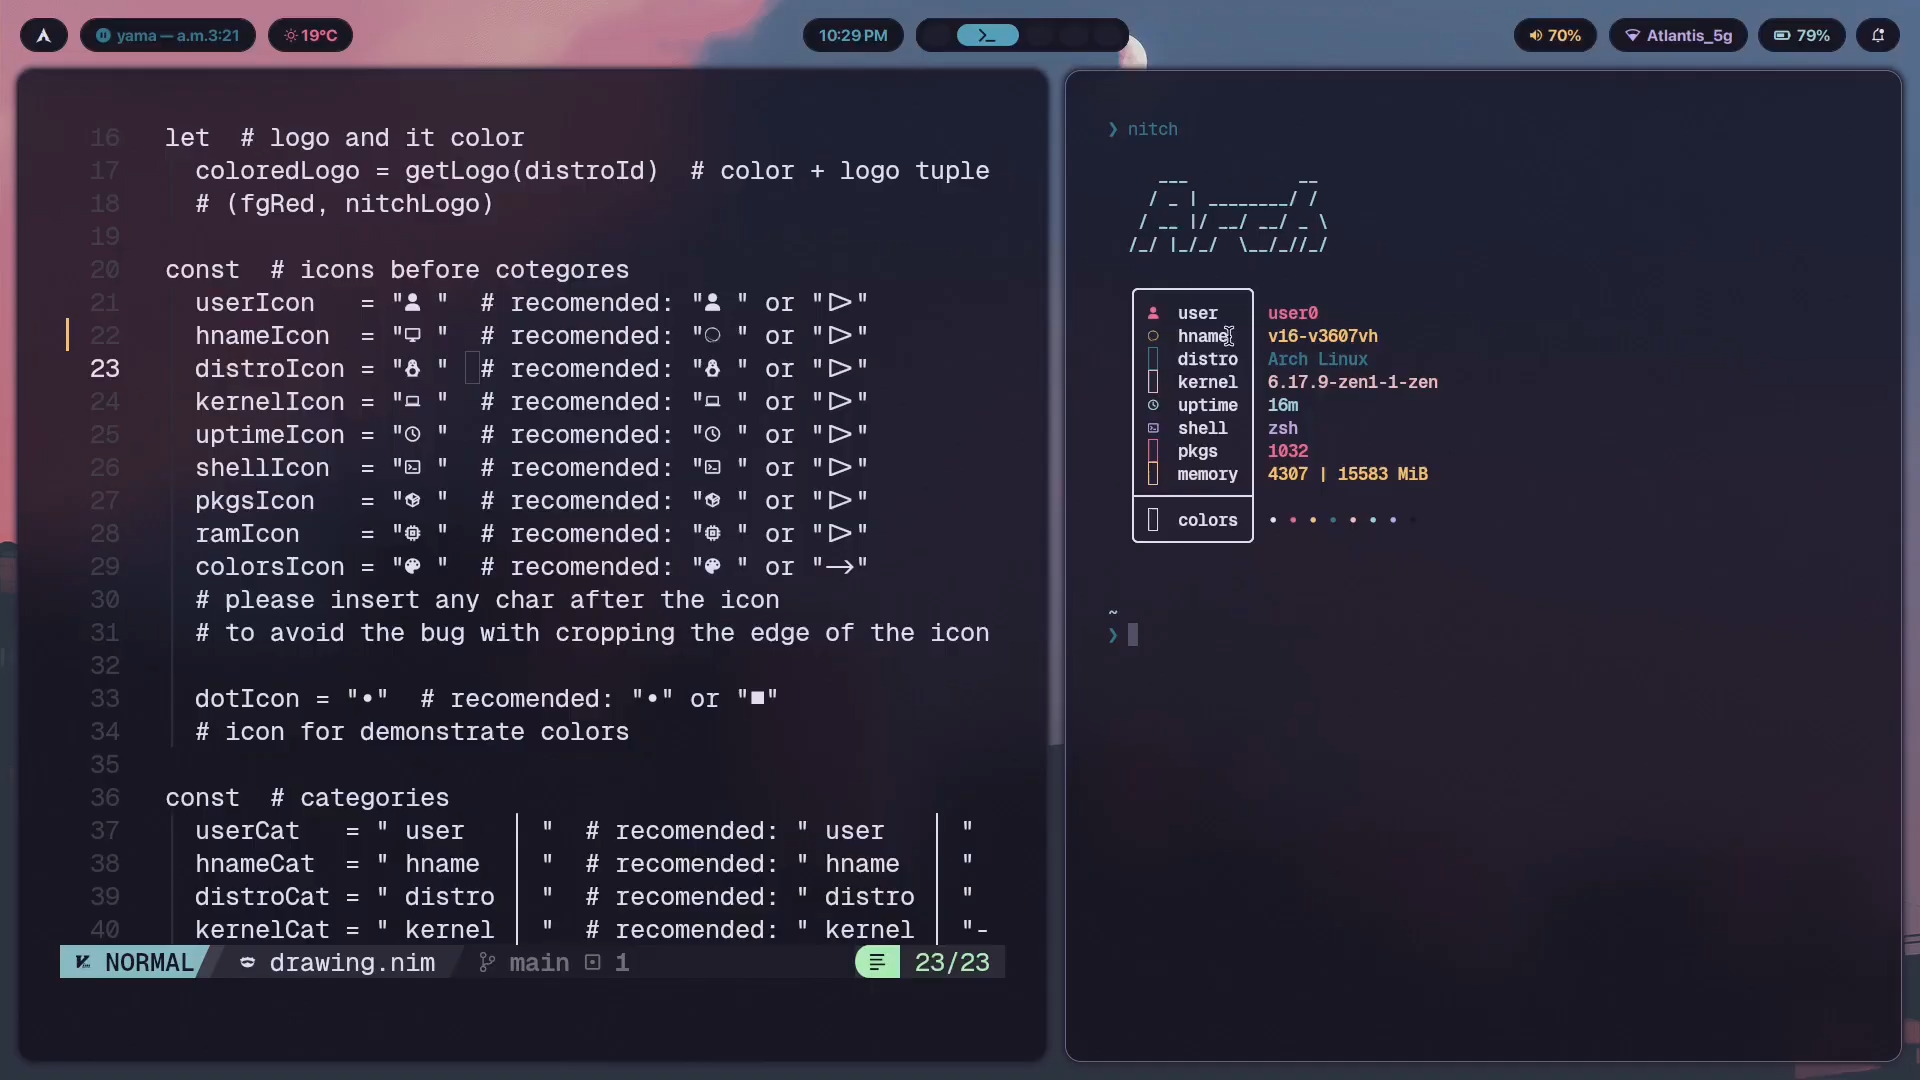 yama — a.m.3:21
19°C
10:29 PM
70%
Atlantis_5g
79%
16 let # logo and it color
17 coloredLogo = getLogo(distroId) # color + logo tuple
18 # (fgRed, nitchLogo)
19
20 const # icons before cotegores
21 userIcon = " " # recomended: " " or "|>"
22 hnameIcon = " " # recomended: " " or "|>"
23 distroIcon = " " # recomended: " " or "|>"
24 kernelIcon = " " # recomended: " " or "|>"
25 uptimeIcon = " " # recomended: " " or "|>"
26 shellIcon = " " # recomended: " " or "|>"
27 pkgsIcon = " " # recomended: " " or "|>"
28 ramIcon = " " # recomended: " " or "|>"
29 colorsIcon = " " # recomended: " " or "->"
30 # please insert any char after the icon
31 # to avoid the bug with cropping the edge of the icon
32
33 dotIcon = "•" # recomended: "•" or "■"
34 # icon for demonstrate colors
35
36 const # categories
37 userCat = " user │ " # recomended: " user │ "
38 hnameCat = " hname │ " # recomended: " hname │ "
39 distroCat = " distro │ " # recomended: " distro │ "
40 kernelCat = " kernel │ " # recomended: " kernel │ "-
NORMAL drawing.nim main 1 23/23
❯ nitch
Arch
user user0
hname v16-v3607vh
distro Arch Linux
kernel 6.17.9-zen1-1-zen
uptime 16m
shell zsh
pkgs 1032
memory 4307 | 15583 MiB
colors • • • • • • •
~
❯